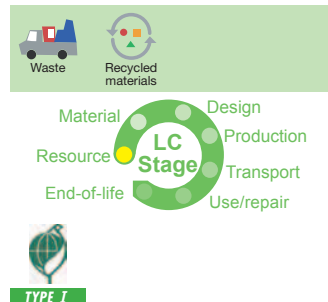 Waste
Recycled
materials
Material
Design
Production
LC
Stage
Resource
Transport
End-of-life
Use/repair
TYPE I